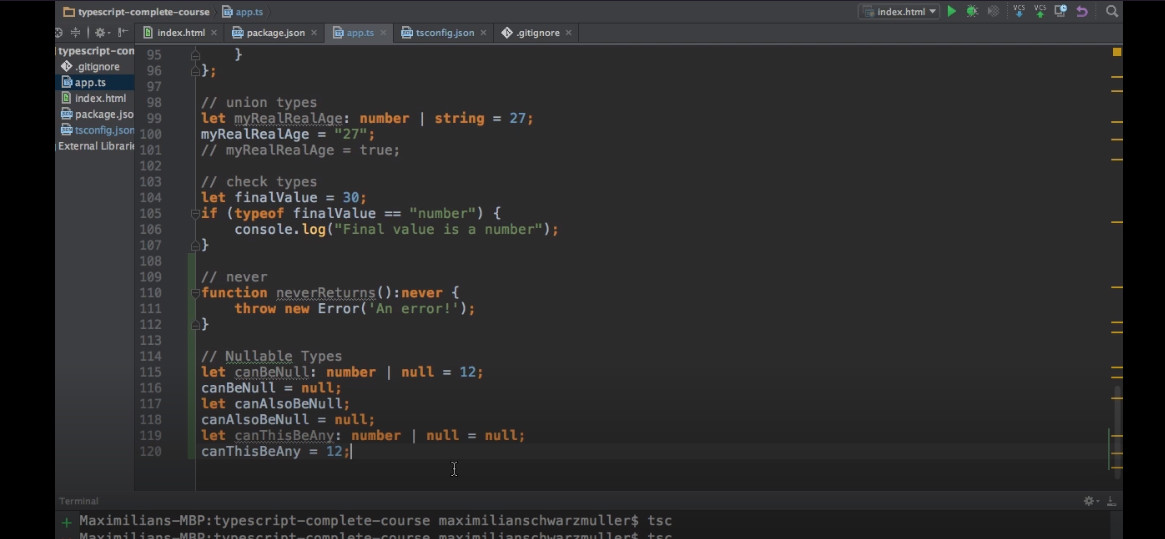 typescript-complete-course app.ts index.html
index.html package.json app.ts tsconfig.json .gitignore
typescript-con
.gitignore
app.ts
index.html
package.jso
tsconfig.json
External Librari
95 }
96 };
97
98 // union types
99 let myRealRealAge: number | string = 27;
100 myRealRealAge = "27";
101 // myRealRealAge = true;
102
103 // check types
104 let finalValue = 30;
105 if (typeof finalValue == "number") {
106 console.log("Final value is a number");
107 }
108
109 // never
110 function neverReturns():never {
111 throw new Error('An error!');
112 }
113
114 // Nullable Types
115 let canBeNull: number | null = 12;
116 canBeNull = null;
117 let canAlsoBeNull;
118 canAlsoBeNull = null;
119 let canThisBeAny: number | null = null;
120 canThisBeAny = 12;
Terminal
Maximilians-MBP:typescript-complete-course maximilianschwarzmuller$ tsc
Maximilians-MBP:typescript-complete-course maximilianschwarzmuller$ tsc